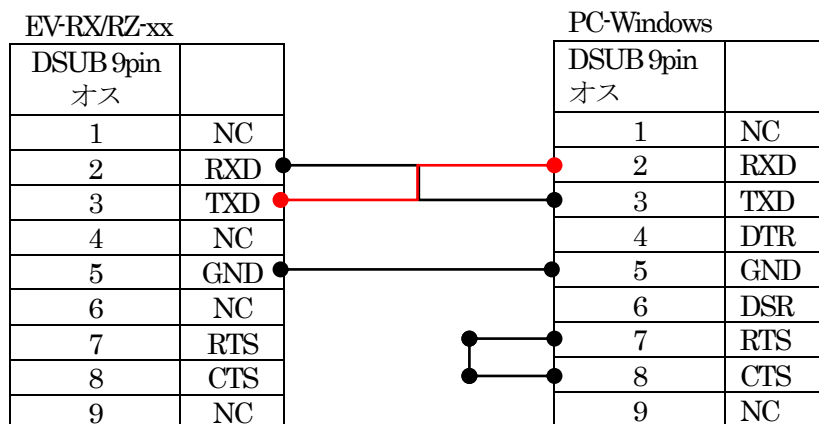 EV-RX/RZ-xx
DSUB 9pin
オス
1 NC
2 RXD
3 TXD
4 NC
5 GND
6 NC
7 RTS
8 CTS
9 NC
PC-Windows
DSUB 9pin
オス
1 NC
2 RXD
3 TXD
4 DTR
5 GND
6 DSR
7 RTS
8 CTS
9 NC